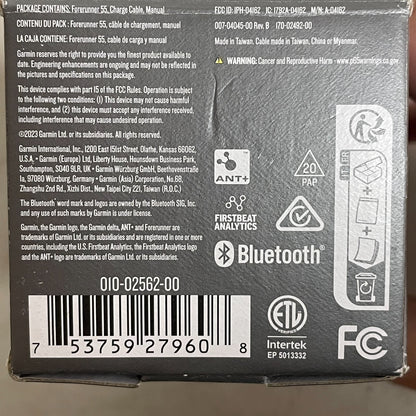 PACKAGE CONTAINS: Forerunner 55, Charge Cable, Manual
CONTENU DU PACK : Forerunner 55, câble de chargement, manuel
LA CAJA CONTIENE: Forerunner 55, cable de carga y manual
Garmin reserves the right to provide you the finest product available to
date. Engineering enhancements are ongoing and may not be reflected in
the pictures and specifications on this package.
This device complies with part 15 of the FCC Rules. Operation is subject to
the following two conditions: (1) This device may not cause harmful
interference, and (2) this device must accept any interference received,
including interference that may cause undesired operation.
©2023 Garmin Ltd. or its subsidiaries. All rights reserved.
Garmin International, Inc., 1200 East 151st Street, Olathe, Kansas 66062,
U.S.A. • Garmin (Europe) Ltd, Liberty House, Hounsdown Business Park,
Southampton, SO40 9LR, UK • Garmin Würzburg GmbH, Beethovenstraße
1a, 97080 Würzburg, Germany • Garmin (Asia) Corporation, No.68,
Zhangshu 2nd Rd., Xizhi Dist., New Taipei City 221, Taiwan (R.O.C.)
The Bluetooth word mark and logos are owned by the Bluetooth SIG, Inc.
and any use of such marks by Garmin is under license.
Garmin, the Garmin logo, the Garmin delta, ANT+ and Forerunner are
trademarks of Garmin Ltd. or its subsidiaries and are registered in one or more
countries, including the U.S. Firstbeat Analytics, the Firstbeat Analytics logo
and the ANT+ logo are trademarks of Garmin Ltd. or its subsidiaries.
FCC ID: IPH-04162 IC: 1792A-04162 M/N: A04162
007-04045-00 Rev. B 170-02492-00
Made in Taiwan. Cable made in Taiwan, China or Myanmar.
WARNING: Cancer and Reproductive Harm - www.p65warnings.ca.gov.
ANT+
20
PAP
FIRSTBEAT
ANALYTICS
Bluetooth®
010-02562-00
7 53759 27960 8
ETL
Intertek
EP 5013332
FC